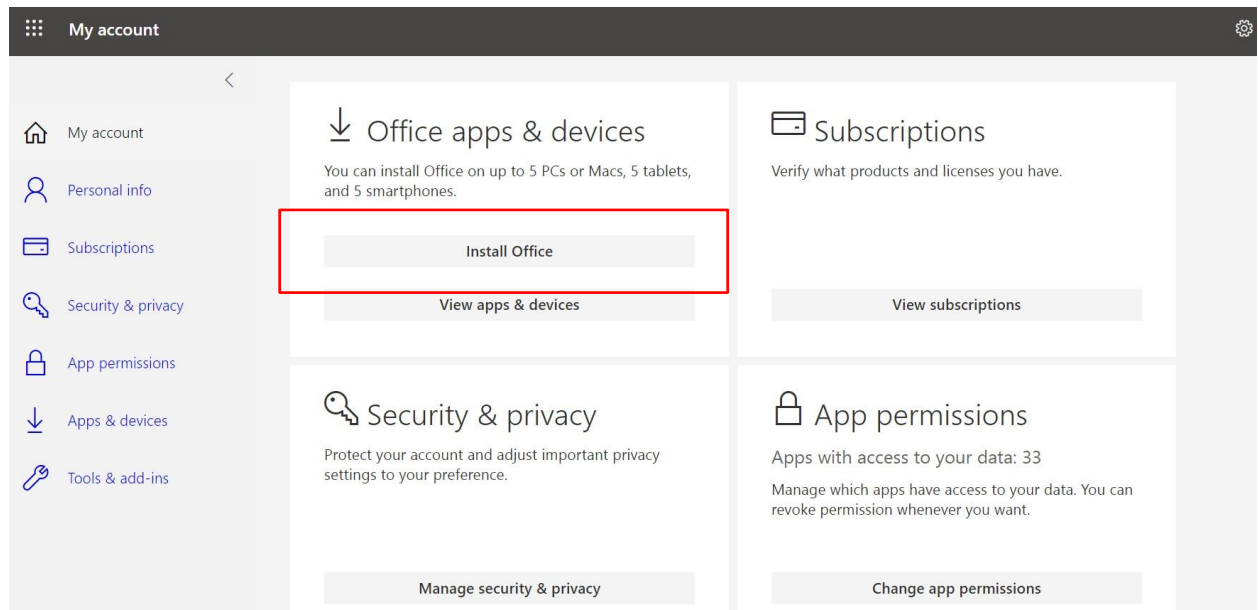 My account
My account
Personal info
Subscriptions
Security & privacy
App permissions
Apps & devices
Tools & add-ins
Office apps & devices
You can install Office on up to 5 PCs or Macs, 5 tablets,
and 5 smartphones.
Install Office
View apps & devices
Subscriptions
Verify what products and licenses you have.
View subscriptions
Security & privacy
Protect your account and adjust important privacy
settings to your preference.
Manage security & privacy
App permissions
Apps with access to your data: 33
Manage which apps have access to your data. You can
revoke permission whenever you want.
Change app permissions